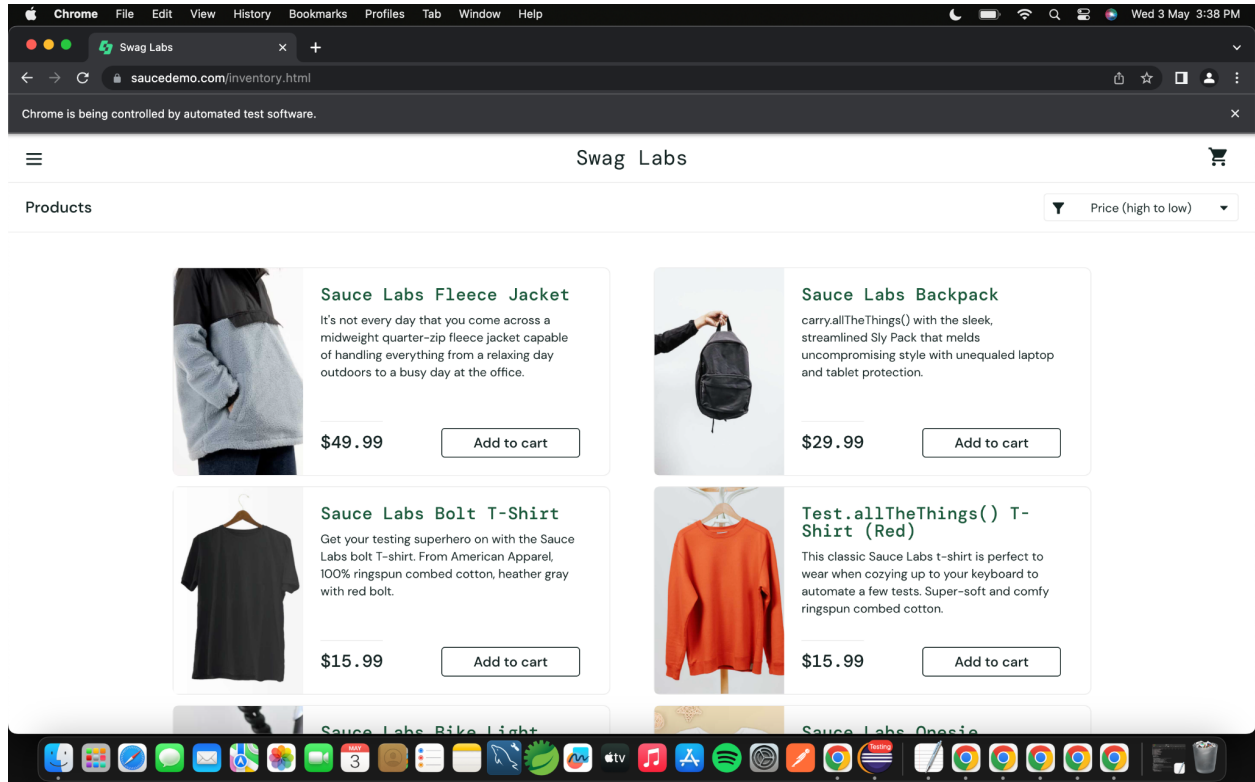 Chrome File Edit View History Bookmarks Profiles Tab Window Help Wed 3 May 3:38 PM
Swag Labs
saucedemo.com/inventory.html
Chrome is being controlled by automated test software.
Swag Labs
Products
Price (high to low)
Sauce Labs Fleece Jacket
It's not every day that you come across a
midweight quarter-zip fleece jacket capable
of handling everything from a relaxing day
outdoors to a busy day at the office.
$49.99
Add to cart
Sauce Labs Backpack
carry.allTheThings() with the sleek,
streamlined Sly Pack that melds
uncompromising style with unequaled laptop
and tablet protection.
$29.99
Add to cart
Sauce Labs Bolt T-Shirt
Get your testing superhero on with the Sauce
Labs bolt T-shirt. From American Apparel,
100% ringspun combed cotton, heather gray
with red bolt.
$15.99
Add to cart
Test.allTheThings() T-
Shirt (Red)
This classic Sauce Labs t-shirt is perfect to
wear when cozying up to your keyboard to
automate a few tests. Super-soft and comfy
ringspun combed cotton.
$15.99
Add to cart
Sauce Labs Bike Light
Sauce Labs Onesie
MAY
3
tv
Testing